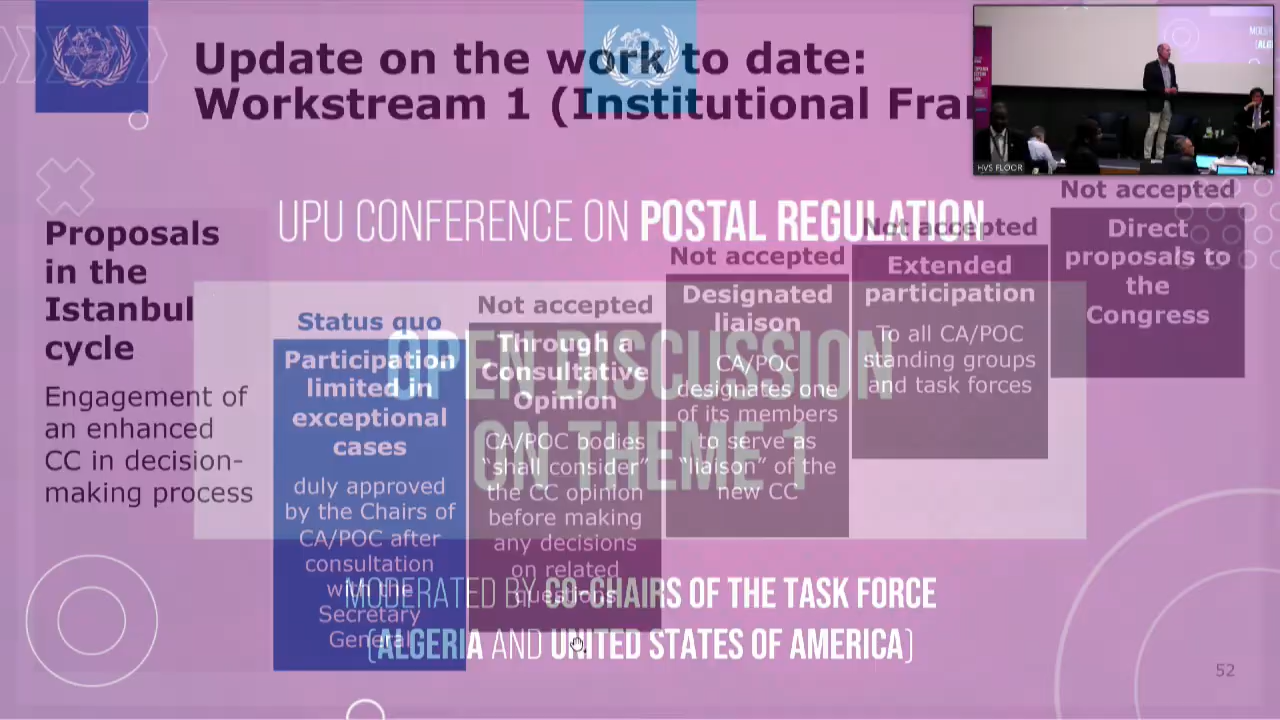 Update on the work to date:
Workstream 1 (Institutional Fra
HVS FLOOR
UPU CONFERENCE ON POSTAL REGULATION
OPEN DISCUSSION
ON THEME 1
MODERATED BY CO-CHAIRS OF THE TASK FORCE
(ALGERIA AND UNITED STATES OF AMERICA)
Proposals
in the
Istanbul
cycle
Engagement of
an enhanced
CC in decision-
making process
Status quo
Participation
limited in
exceptional
cases
duly approved
by the Chairs of
CA/POC after
consultation
with the
Secretary
General
Not accepted
Through a
Consultative
Opinion
CA/POC bodies
“shall consider”
the CC opinion
before making
any decisions
on related
questions
Not accepted
Designated
liaison
CA/POC
designates one
of its members
to serve as
“liaison” of the
new CC
Not accepted
Extended
participation
To all CA/POC
standing groups
and task forces
Not accepted
Direct
proposals to
the
Congress
52